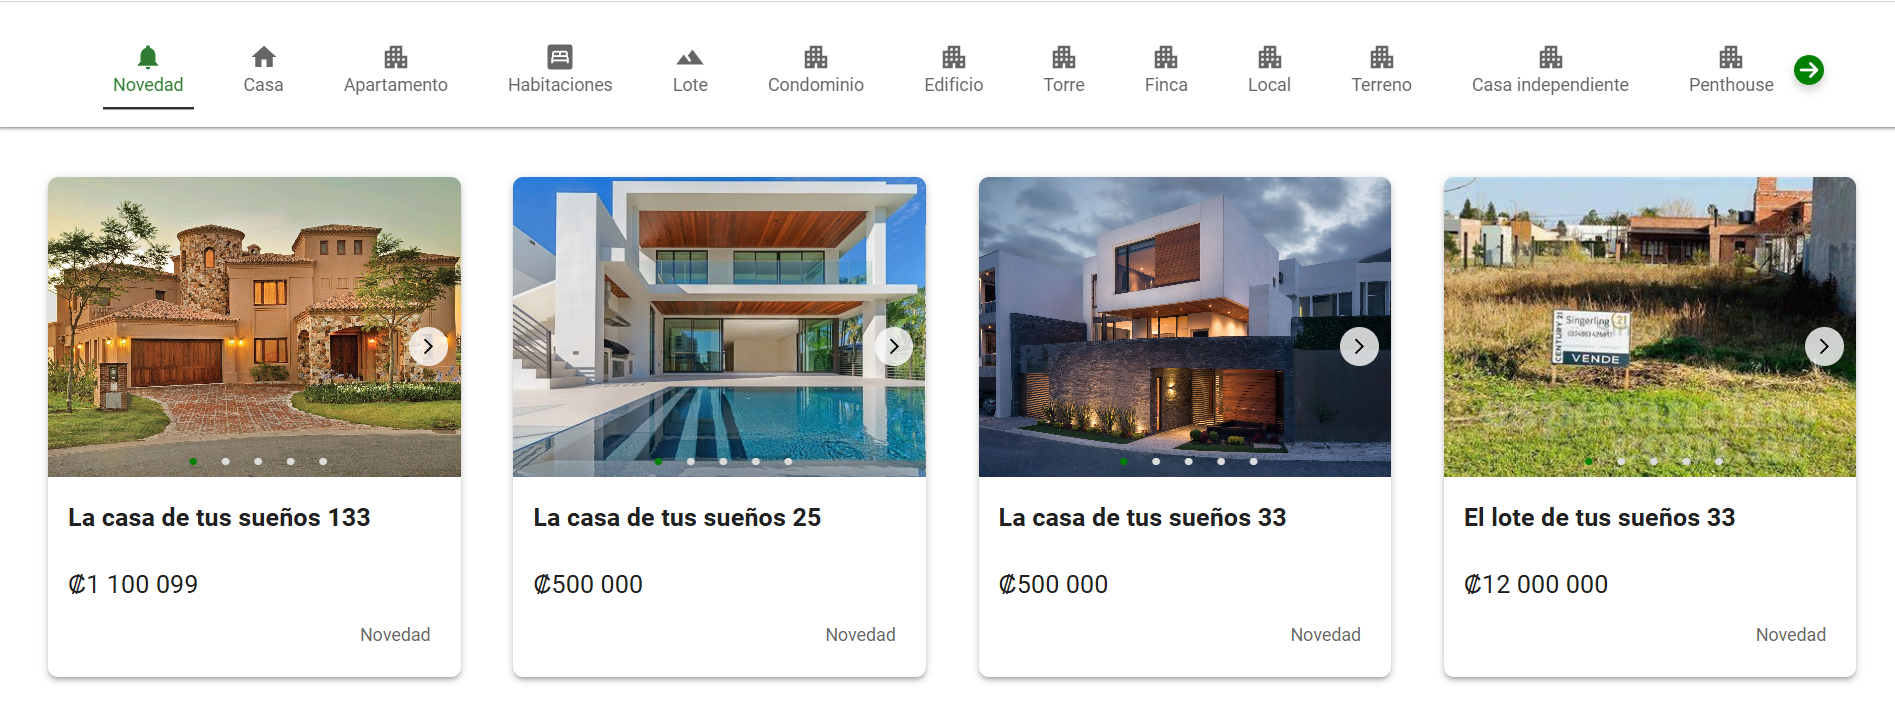 Novedad
Casa
Apartamento
Habitaciones
Lote
Condominio
Edificio
Torre
Finca
Local
Terreno
Casa independiente
Penthouse
CENTURY 21
Singerling 21
VENDE
La casa de tus sueños 133
₡1 100 099
Novedad
La casa de tus sueños 25
₡500 000
Novedad
La casa de tus sueños 33
₡500 000
Novedad
El lote de tus sueños 33
₡12 000 000
Novedad